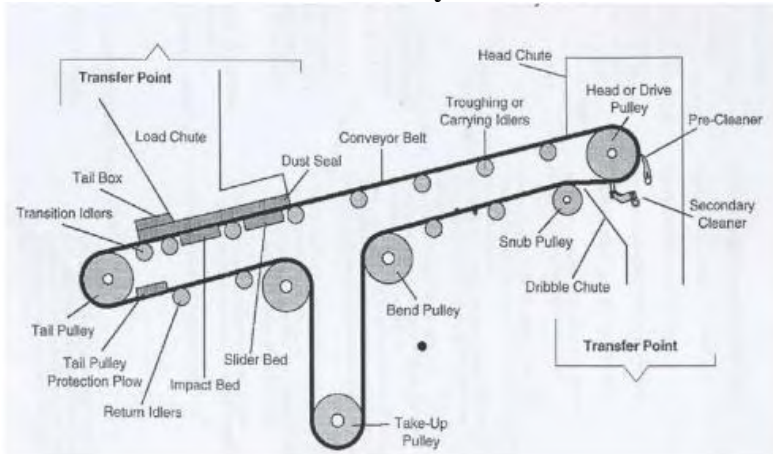 Head Chute
Transfer Point
Troughing or
Carrying Idlers
Head or Drive
Pulley
Pre-Cleaner
Load Chute
Conveyor Belt
Dust Seal
Tail Box
Transition Idlers
Secondary
Cleaner
Snub Pulley
Dribble Chute
Bend Pulley
Tail Pulley
Transfer Point
Slider Bed
Tail Pulley
Protection Plow
Impact Bed
Return Idlers
Take-Up
Pulley